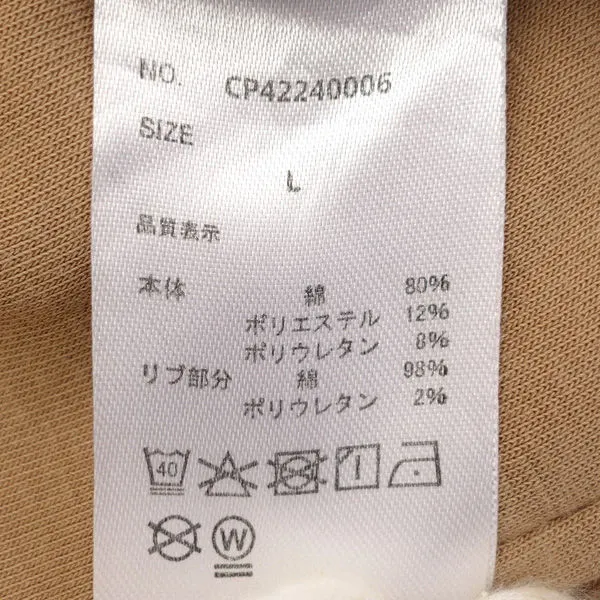 NO. CP42240006
SIZE
L
品質表示
本体 綿 80%
ポリエステル 12%
ポリウレタン 8%
リブ部分 綿 98%
ポリウレタン 2%
40
W